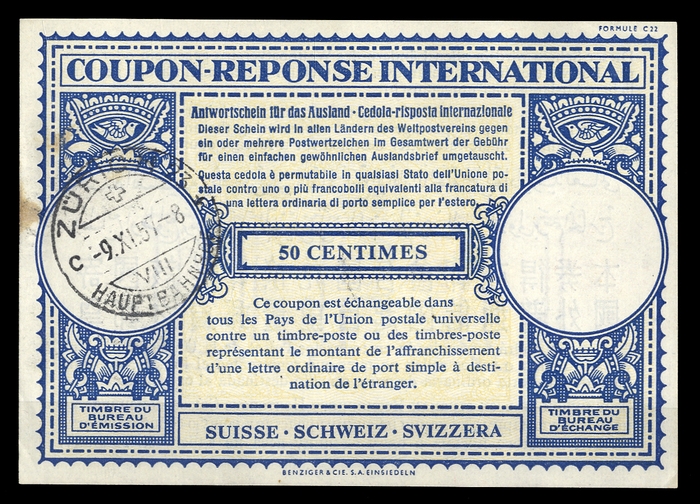 FORMULE C22
COUPON-REPONSE INTERNATIONAL
Antwortschein für das Ausland · Cedola-risposta internazionale
Dieser Schein wird in allen Ländern des Weltpostvereins gegen
ein oder mehrere Postwertzeichen im Gesamtwert der Gebühr
für einen einfachen gewöhnlichen Auslandsbrief umgetauscht.
Questa cedola è permutabile in qualsiasi Stato dell'Unione po-
stale contro uno o più francobolli equivalenti alla francatura di
una lettera ordinaria di porto semplice per l'estero.
ZÜRICH
C -9.XI.57-8
VIII
HAUPTBAHNHOF
50 CENTIMES
Ce coupon est échangeable dans
tous les Pays de l'Union postale universelle
contre un timbre-poste ou des timbres-poste
représentant le montant de l'affranchissement
d'une lettre ordinaire de port simple à desti-
nation de l'étranger.
TIMBRE DU
BUREAU
D'ÉMISSION
TIMBRE DU
BUREAU
D'ÉCHANGE
SUISSE · SCHWEIZ · SVIZZERA
BENZIGER & CIE. S.A. EINSIEDELN